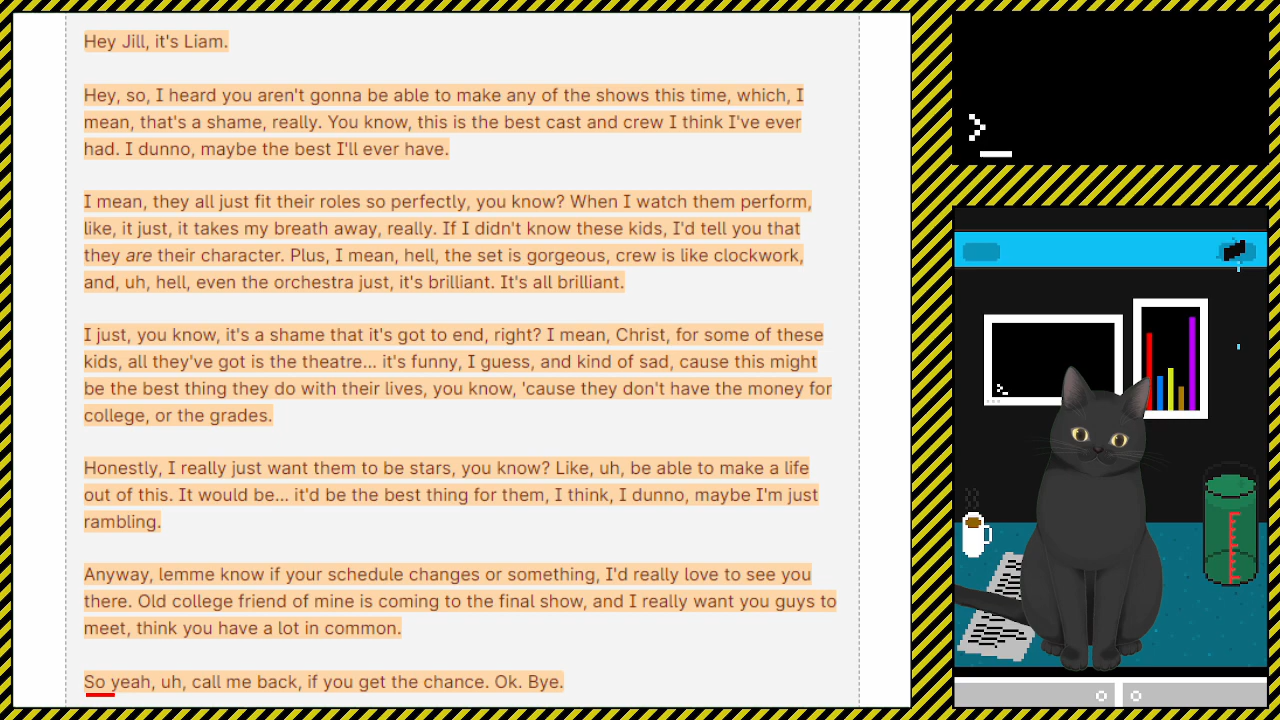 Hey Jill, it's Liam.
Hey, so, I heard you aren't gonna be able to make any of the shows this time, which, I
mean, that's a shame, really. You know, this is the best cast and crew I think I've ever
had. I dunno, maybe the best I'll ever have.
I mean, they all just fit their roles so perfectly, you know? When I watch them perform,
like, it just, it takes my breath away, really. If I didn't know these kids, I'd tell you that
they are their character. Plus, I mean, hell, the set is gorgeous, crew is like clockwork,
and, uh, hell, even the orchestra just, it's brilliant. It's all brilliant.
I just, you know, it's a shame that it's got to end, right? I mean, Christ, for some of these
kids, all they've got is the theatre... it's funny, I guess, and kind of sad, cause this might
be the best thing they do with their lives, you know, 'cause they don't have the money for
college, or the grades.
Honestly, I really just want them to be stars, you know? Like, uh, be able to make a life
out of this. It would be... it'd be the best thing for them, I think, I dunno, maybe I'm just
rambling.
Anyway, lemme know if your schedule changes or something, I'd really love to see you
there. Old college friend of mine is coming to the final show, and I really want you guys to
meet, think you have a lot in common.
So yeah, uh, call me back, if you get the chance. Ok. Bye.
>_